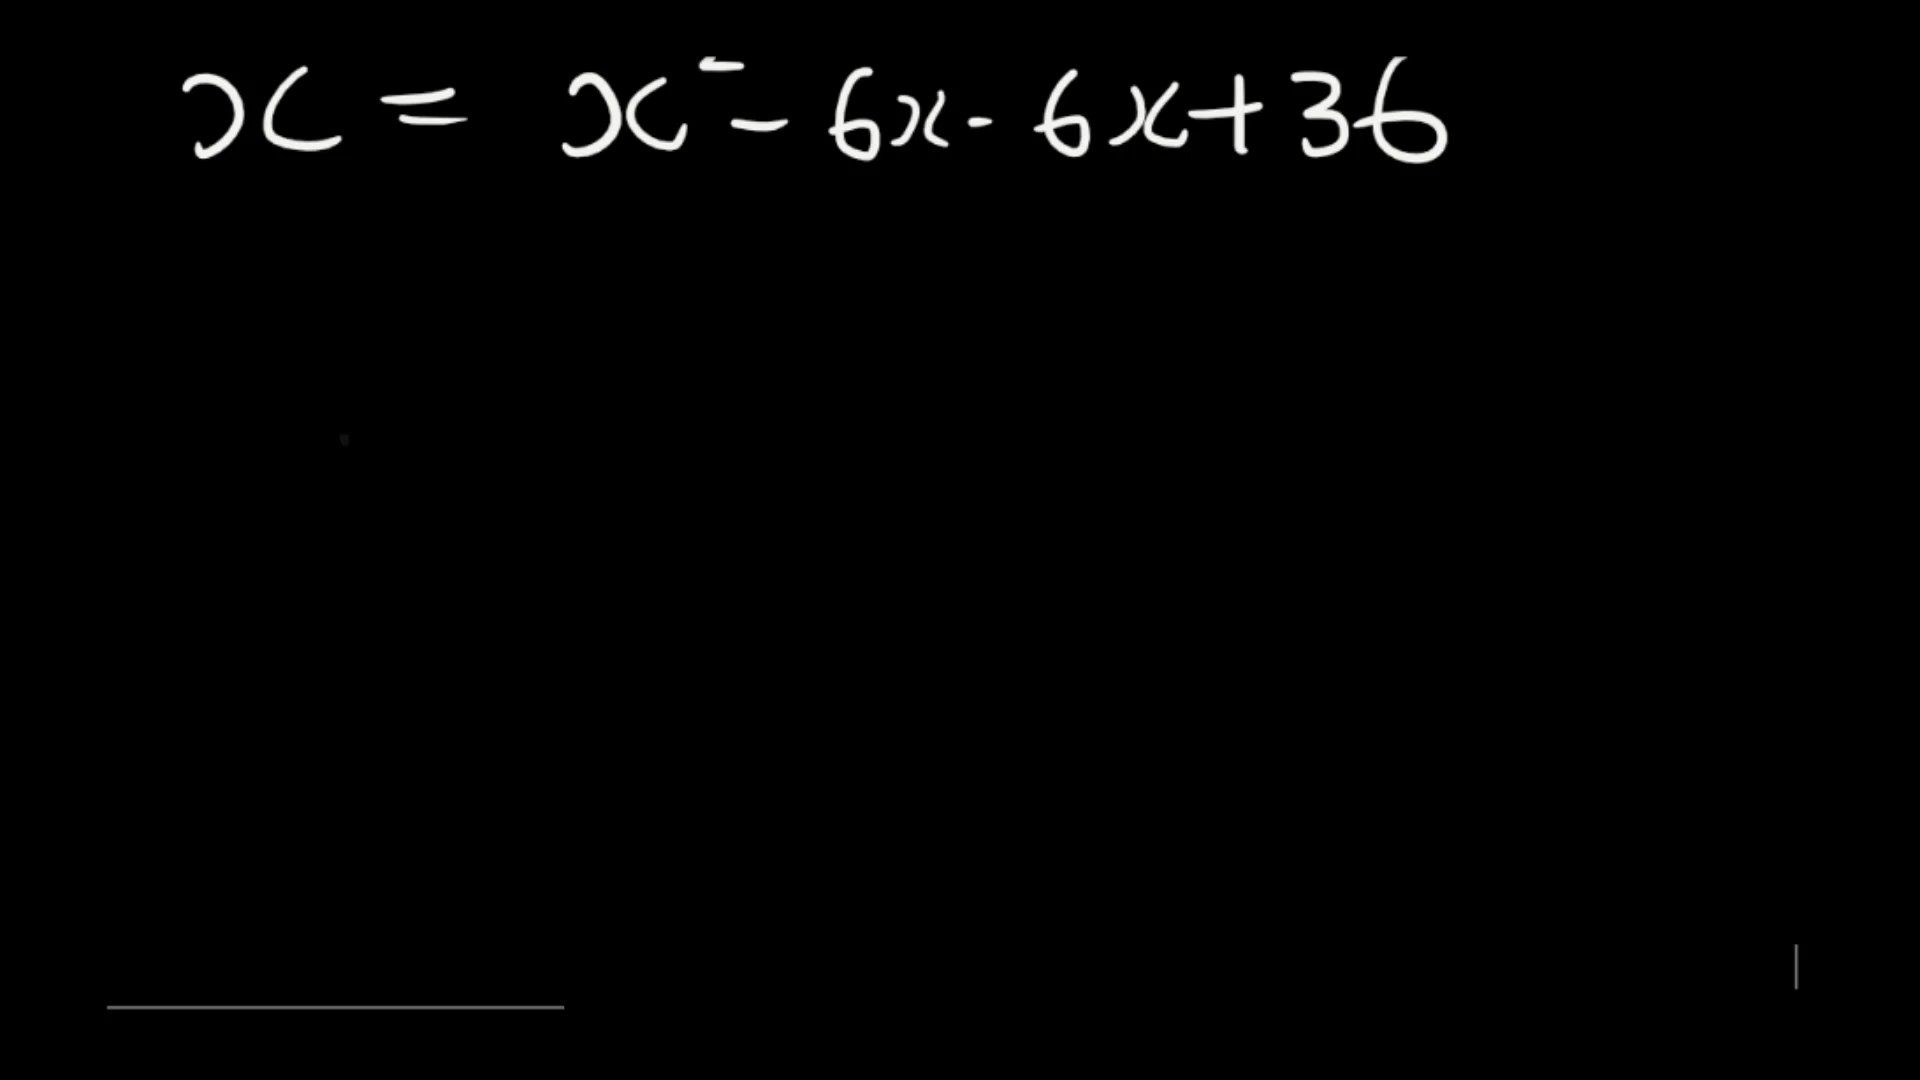 x = x² - 6x - 6x + 36